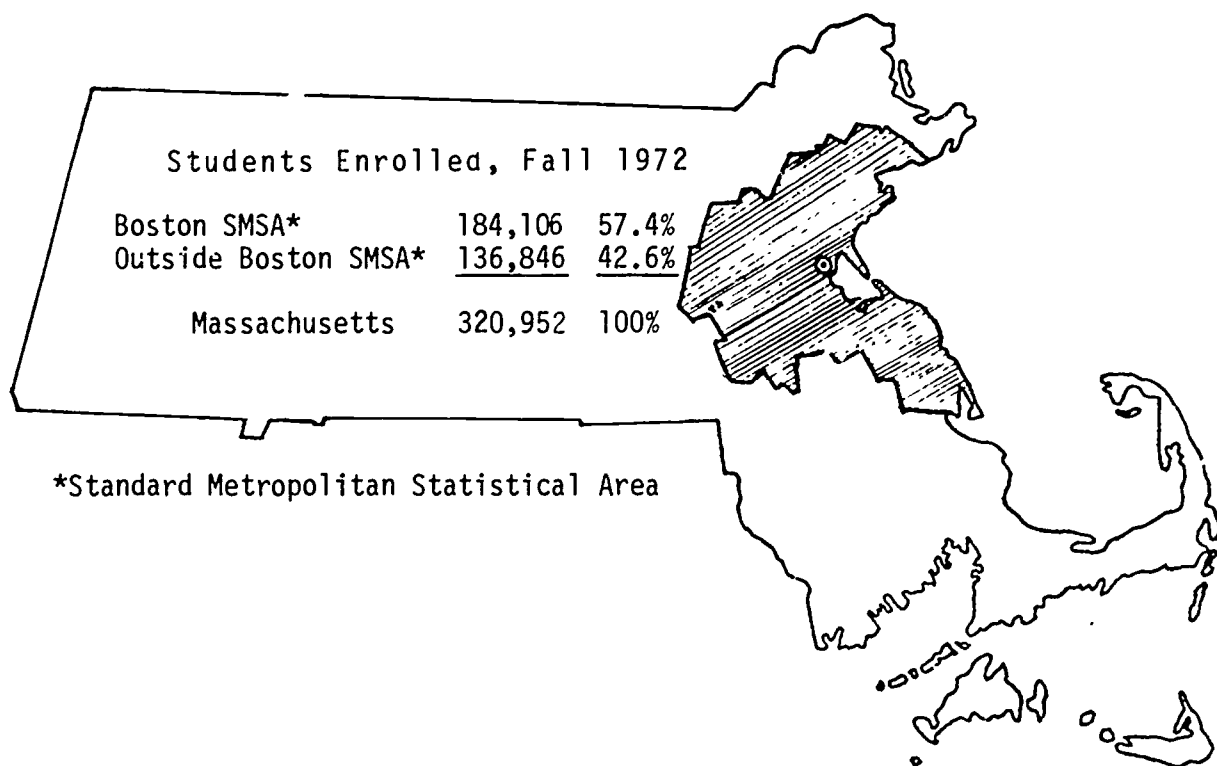 Students Enrolled, Fall 1972
Boston SMSA* 184,106 57.4%
Outside Boston SMSA* 136,846 42.6%
Massachusetts 320,952 100%
*Standard Metropolitan Statistical Area